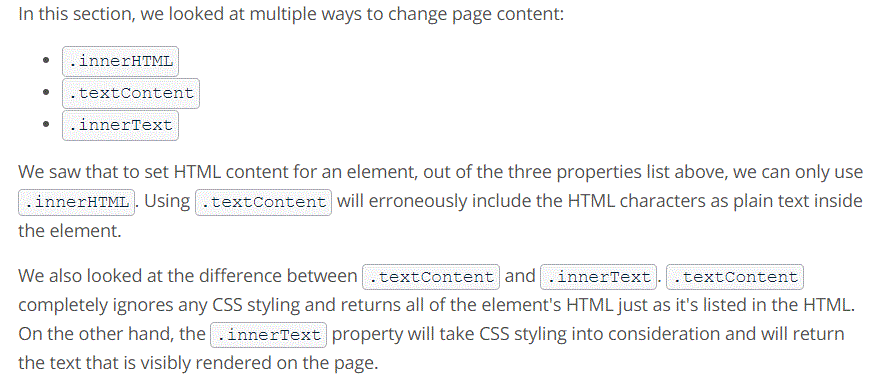 In this section, we looked at multiple ways to change page content:
• .innerHTML
• .textContent
• .innerText
We saw that to set HTML content for an element, out of the three properties list above, we can only use
.innerHTML. Using .textContent will erroneously include the HTML characters as plain text inside
the element.
We also looked at the difference between .textContent and .innerText. .textContent
completely ignores any CSS styling and returns all of the element's HTML just as it's listed in the HTML.
On the other hand, the .innerText property will take CSS styling into consideration and will return
the text that is visibly rendered on the page.